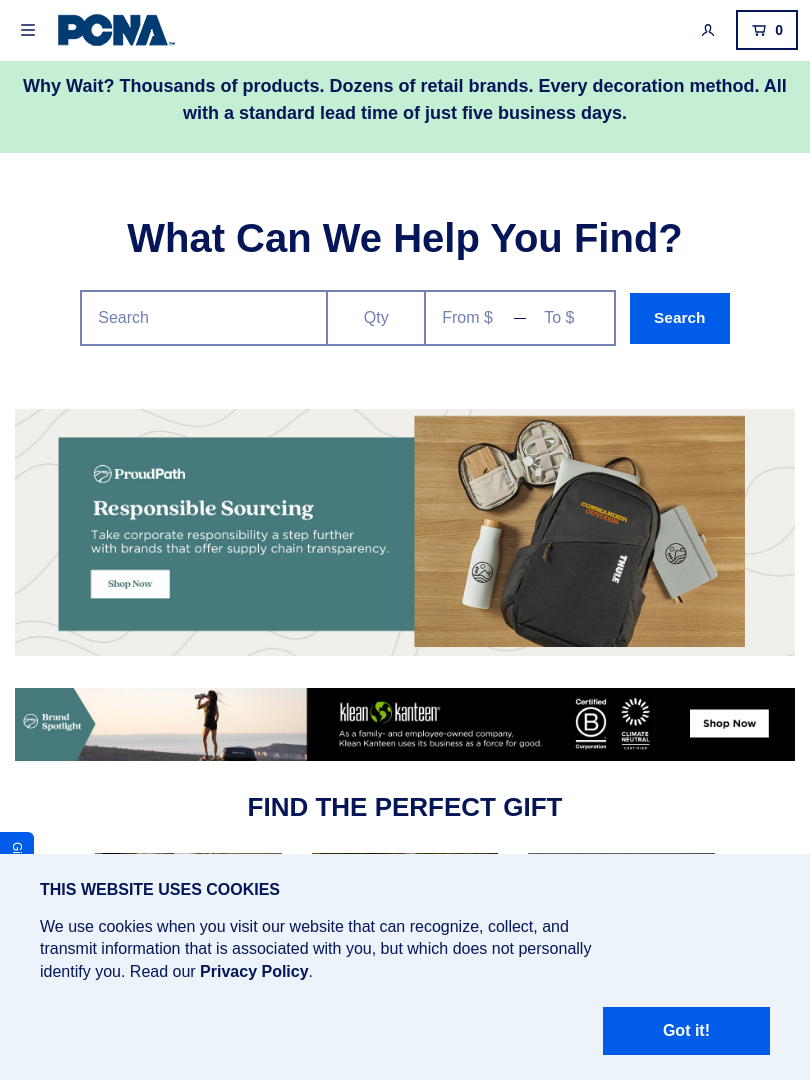 PCNA
0
Why Wait? Thousands of products. Dozens of retail brands. Every decoration method. All
with a standard lead time of just five business days.
What Can We Help You Find?
Search
Qty
From $ — To $
Search
ProudPath
Responsible Sourcing
Take corporate responsibility a step further
with brands that offer supply chain transparency.
Shop Now
COMMANDER
OUTDOOR
THULE
Brand
Spotlight
klean kanteen
As a family- and employee-owned company,
Klean Kanteen uses its business as a force for good.
Certified
B
Corporation
CLIMATE
NEUTRAL
CERTIFIED
Shop Now
FIND THE PERFECT GIFT
THIS WEBSITE USES COOKIES
We use cookies when you visit our website that can recognize, collect, and
transmit information that is associated with you, but which does not personally
identify you. Read our Privacy Policy.
Got it!